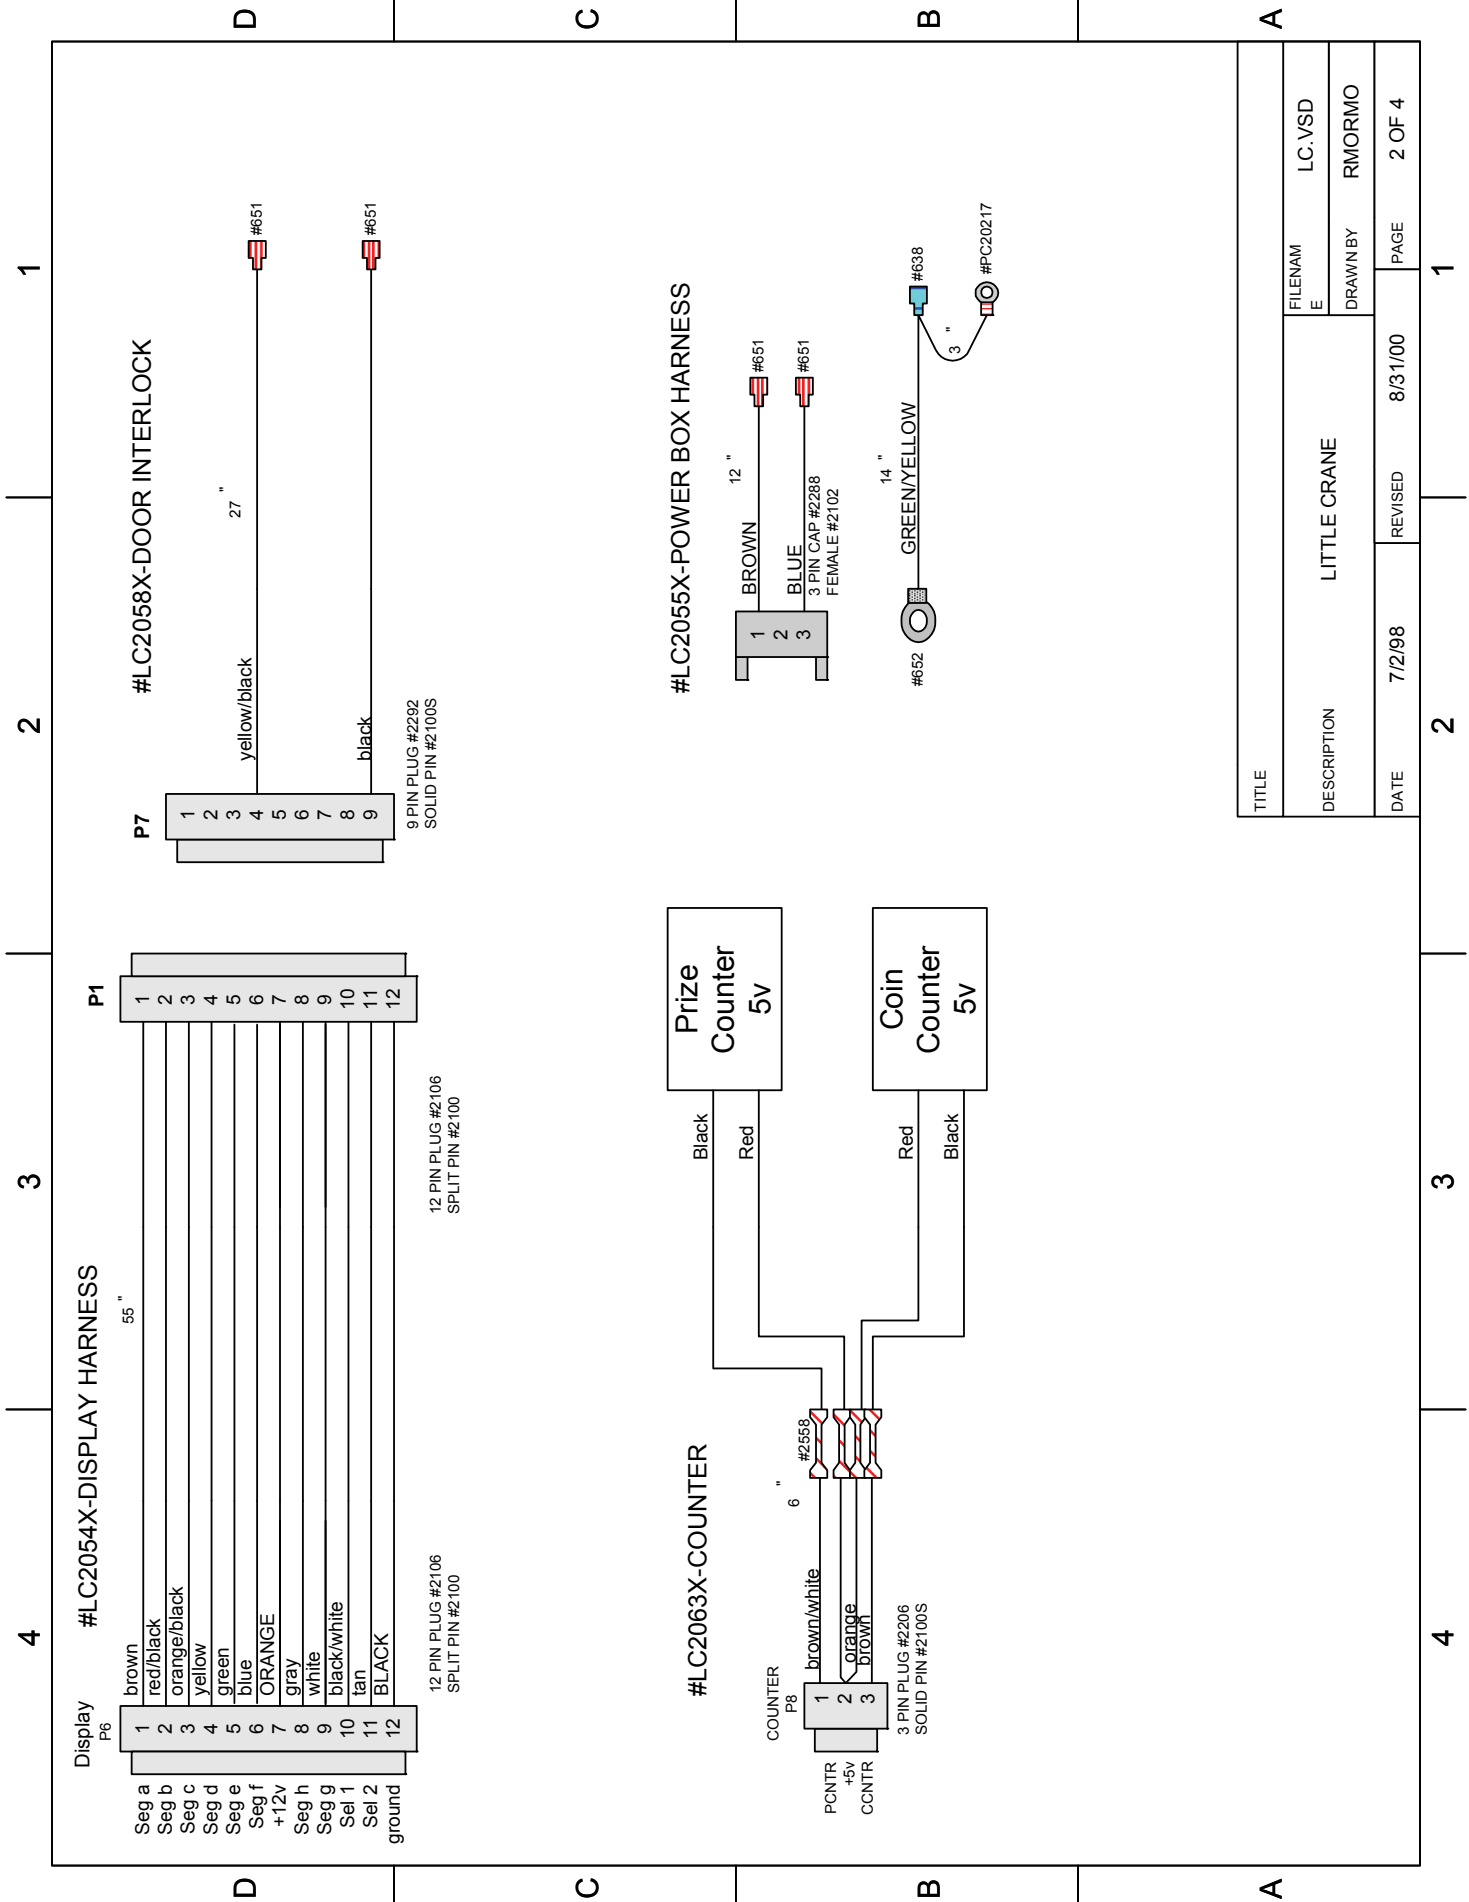 4
3
2
1
D
C
B
A
#LC2054X-DISPLAY HARNESS
Display
P6
55 "
P1
Seg a
1
brown
1
Seg b
2
red/black
2
Seg c
3
orange/black
3
Seg d
4
yellow
4
Seg e
5
green
5
Seg f
6
blue
6
+12v
7
ORANGE
7
Seg h
8
gray
8
Seg g
9
white
9
Sel 1
10
black/white
10
Sel 2
11
tan
11
ground
12
BLACK
12
12 PIN PLUG #2106
SPLIT PIN #2100
12 PIN PLUG #2106
SPLIT PIN #2100
#LC2058X-DOOR INTERLOCK
P7
1
2
3
4
5
6
7
8
9
yellow/black
27 "
#651
black
#651
9 PIN PLUG #2292
SOLID PIN #2100S
#LC2063X-COUNTER
COUNTER
P8
6 "
#2558
PCNTR
+5v
CCNTR
1
2
3
brown/white
orange
brown
3 PIN PLUG #2206
SOLID PIN #2100S
Black
Red
Prize
Counter
5v
Red
Black
Coin
Counter
5v
#LC2055X-POWER BOX HARNESS
1
2
3
BROWN
12 "
#651
BLUE
#651
3 PIN CAP #2288
FEMALE #2102
14 "
GREEN/YELLOW
#652
#638
3 "
#PC20217
TITLE
DESCRIPTION
LITTLE CRANE
FILENAM
E
LC.VSD
DRAWN BY
RMORMO
DATE
7/2/98
REVISED
8/31/00
PAGE
2 OF 4
4
3
2
1
D
C
B
A